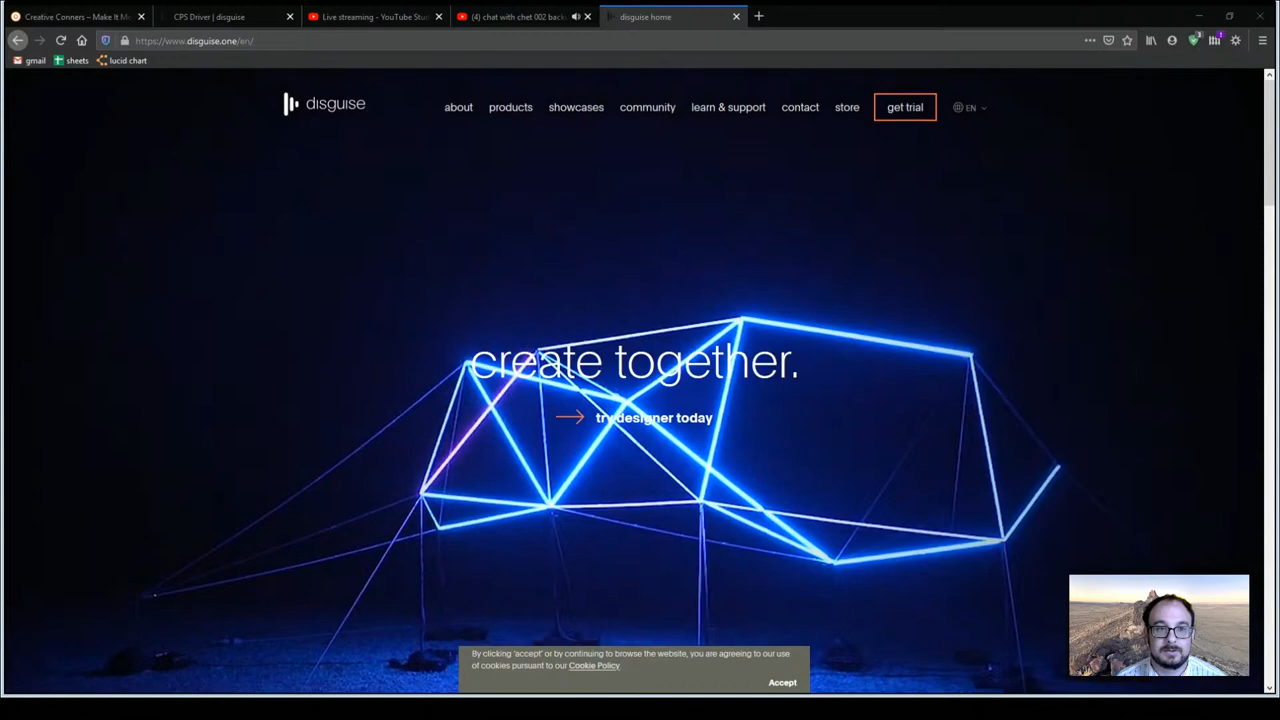 Creative Conners – Make It M
CPS Driver | disguise
Live streaming - YouTube Stu
(4) chat with chet 002 back
disguise home
https://www.disguise.one/en/
gmail
sheets
lucid chart
disguise
about
products
showcases
community
learn & support
contact
store
get trial
EN
create together.
try designer today
By clicking 'accept' or by continuing to browse the website, you are agreeing to our use
of cookies pursuant to our Cookie Policy.
Accept